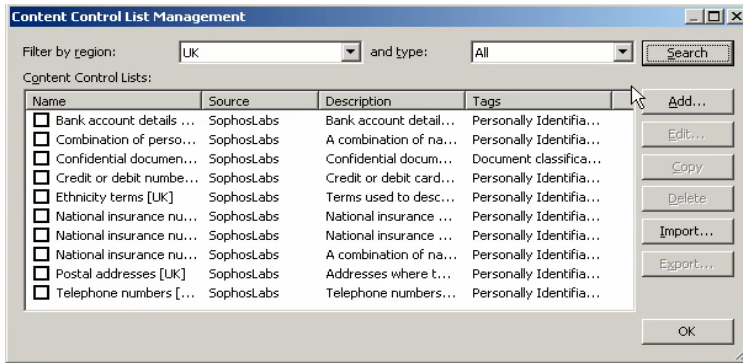 Content Control List Management
Filter by region: UK and type: All Search
Content Control Lists:
Name Source Description Tags
Bank account details ... SophosLabs Bank account detail... Personally Identifia...
Combination of perso... SophosLabs A combination of na... Personally Identifia...
Confidential documen... SophosLabs Confidential docum... Document classifica...
Credit or debit numbe... SophosLabs Credit or debit card... Personally Identifia...
Ethnicity terms [UK] SophosLabs Terms used to desc... Personally Identifia...
National insurance nu... SophosLabs National insurance ... Personally Identifia...
National insurance nu... SophosLabs National insurance ... Personally Identifia...
National insurance nu... SophosLabs A combination of na... Personally Identifia...
Postal addresses [UK] SophosLabs Addresses where t... Personally Identifia...
Telephone numbers [... SophosLabs Telephone numbers... Personally Identifia...
Add...
Edit...
Copy
Delete
Import...
Export...
OK